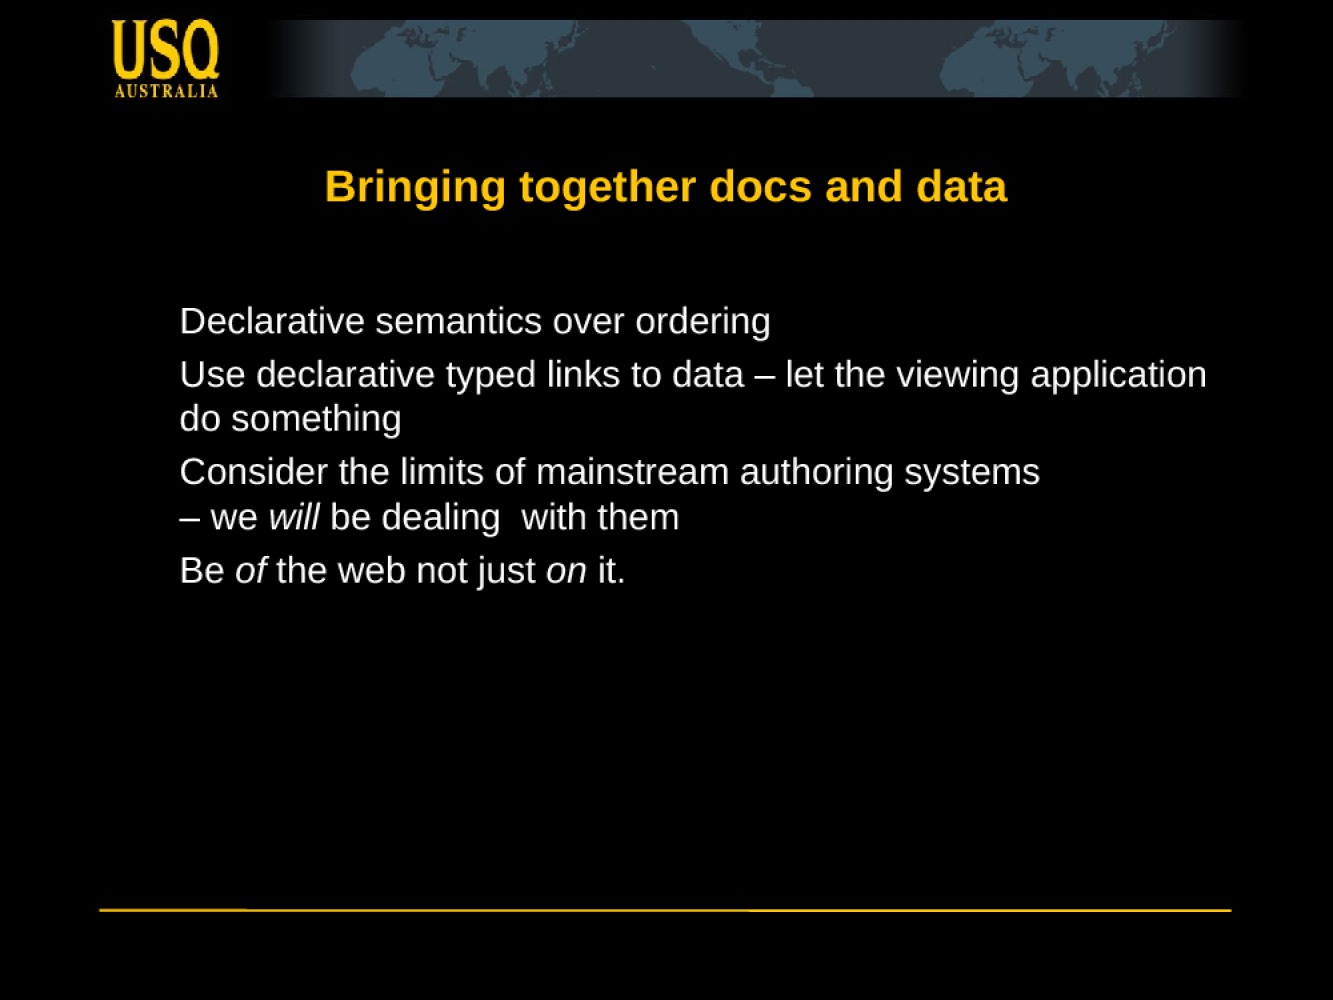 USQ
AUSTRALIA
Bringing together docs and data
Declarative semantics over ordering
Use declarative typed links to data – let the viewing application
do something
Consider the limits of mainstream authoring systems
– we will be dealing  with them
Be of the web not just on it.